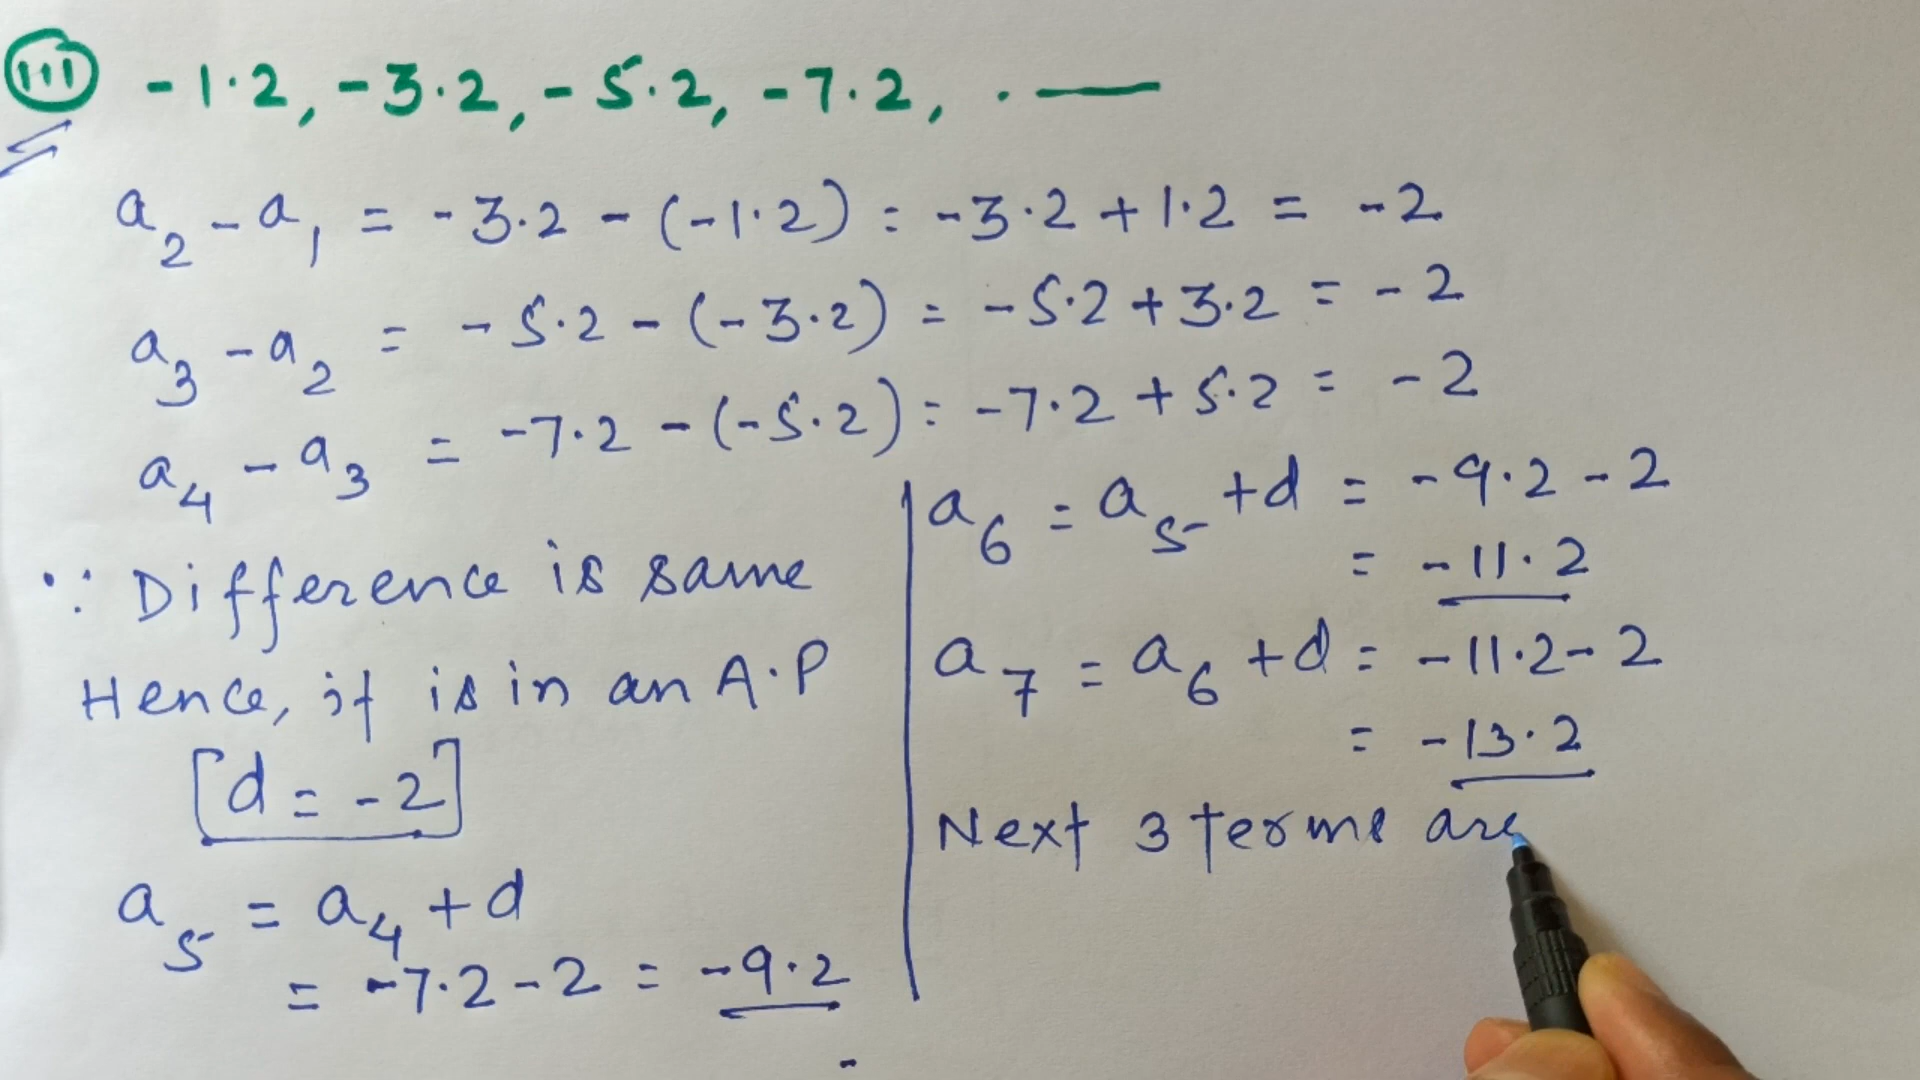 (iii) -1.2, -3.2, -5.2, -7.2, . —
a₂ - a₁ = -3.2 - (-1.2) = -3.2 + 1.2 = -2
a₃ - a₂ = -5.2 - (-3.2) = -5.2 + 3.2 = -2
a₄ - a₃ = -7.2 - (-5.2) = -7.2 + 5.2 = -2
∵ Difference is same
Hence, it is in an A.P
[d = -2]
a₅ = a₄ + d
= -7.2 - 2 = -9.2
a₆ = a₅ + d = -9.2 - 2
= -11.2
a₇ = a₆ + d = -11.2 - 2
= -13.2
Next 3 terms are